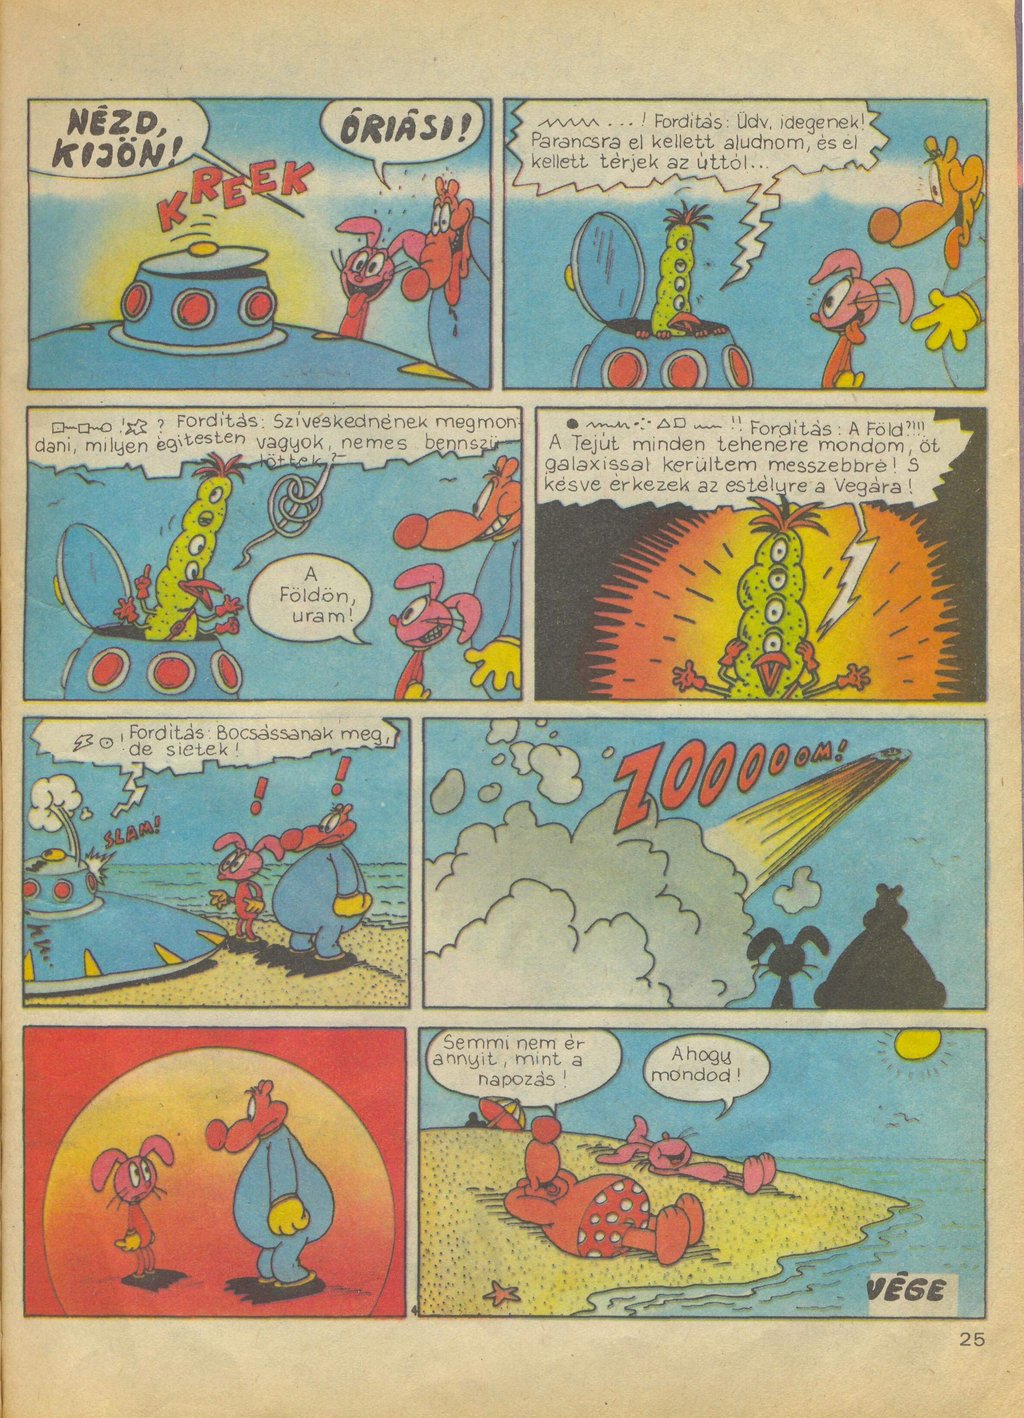 NÉZD,
KIJÖN!
ÓRIÁSI!
KREEK
...! Fordítás: Üdv, idegenek!
Parancsra el kellett aludnom, és el
kellett térjek az úttól...
!? Fordítás: Szíveskednének megmon-
dani, milyen égitesten vagyok, nemes bennszü-
löttek?
A
Földön,
uram!
!! Fordítás: A Föld?!!!
A Tejút minden tehenére mondom, öt
galaxissal kerültem messzebbre! S
késve érkezek az estélyre a Vegára!
! Fordítás: Bocsássanak meg,
de sietek!
SLAM!
!
!
ZOOOOOOM!
Semmi nem ér
annyit, mint a
napozás!
Ahogy
mondod!
4
VÉGE
25